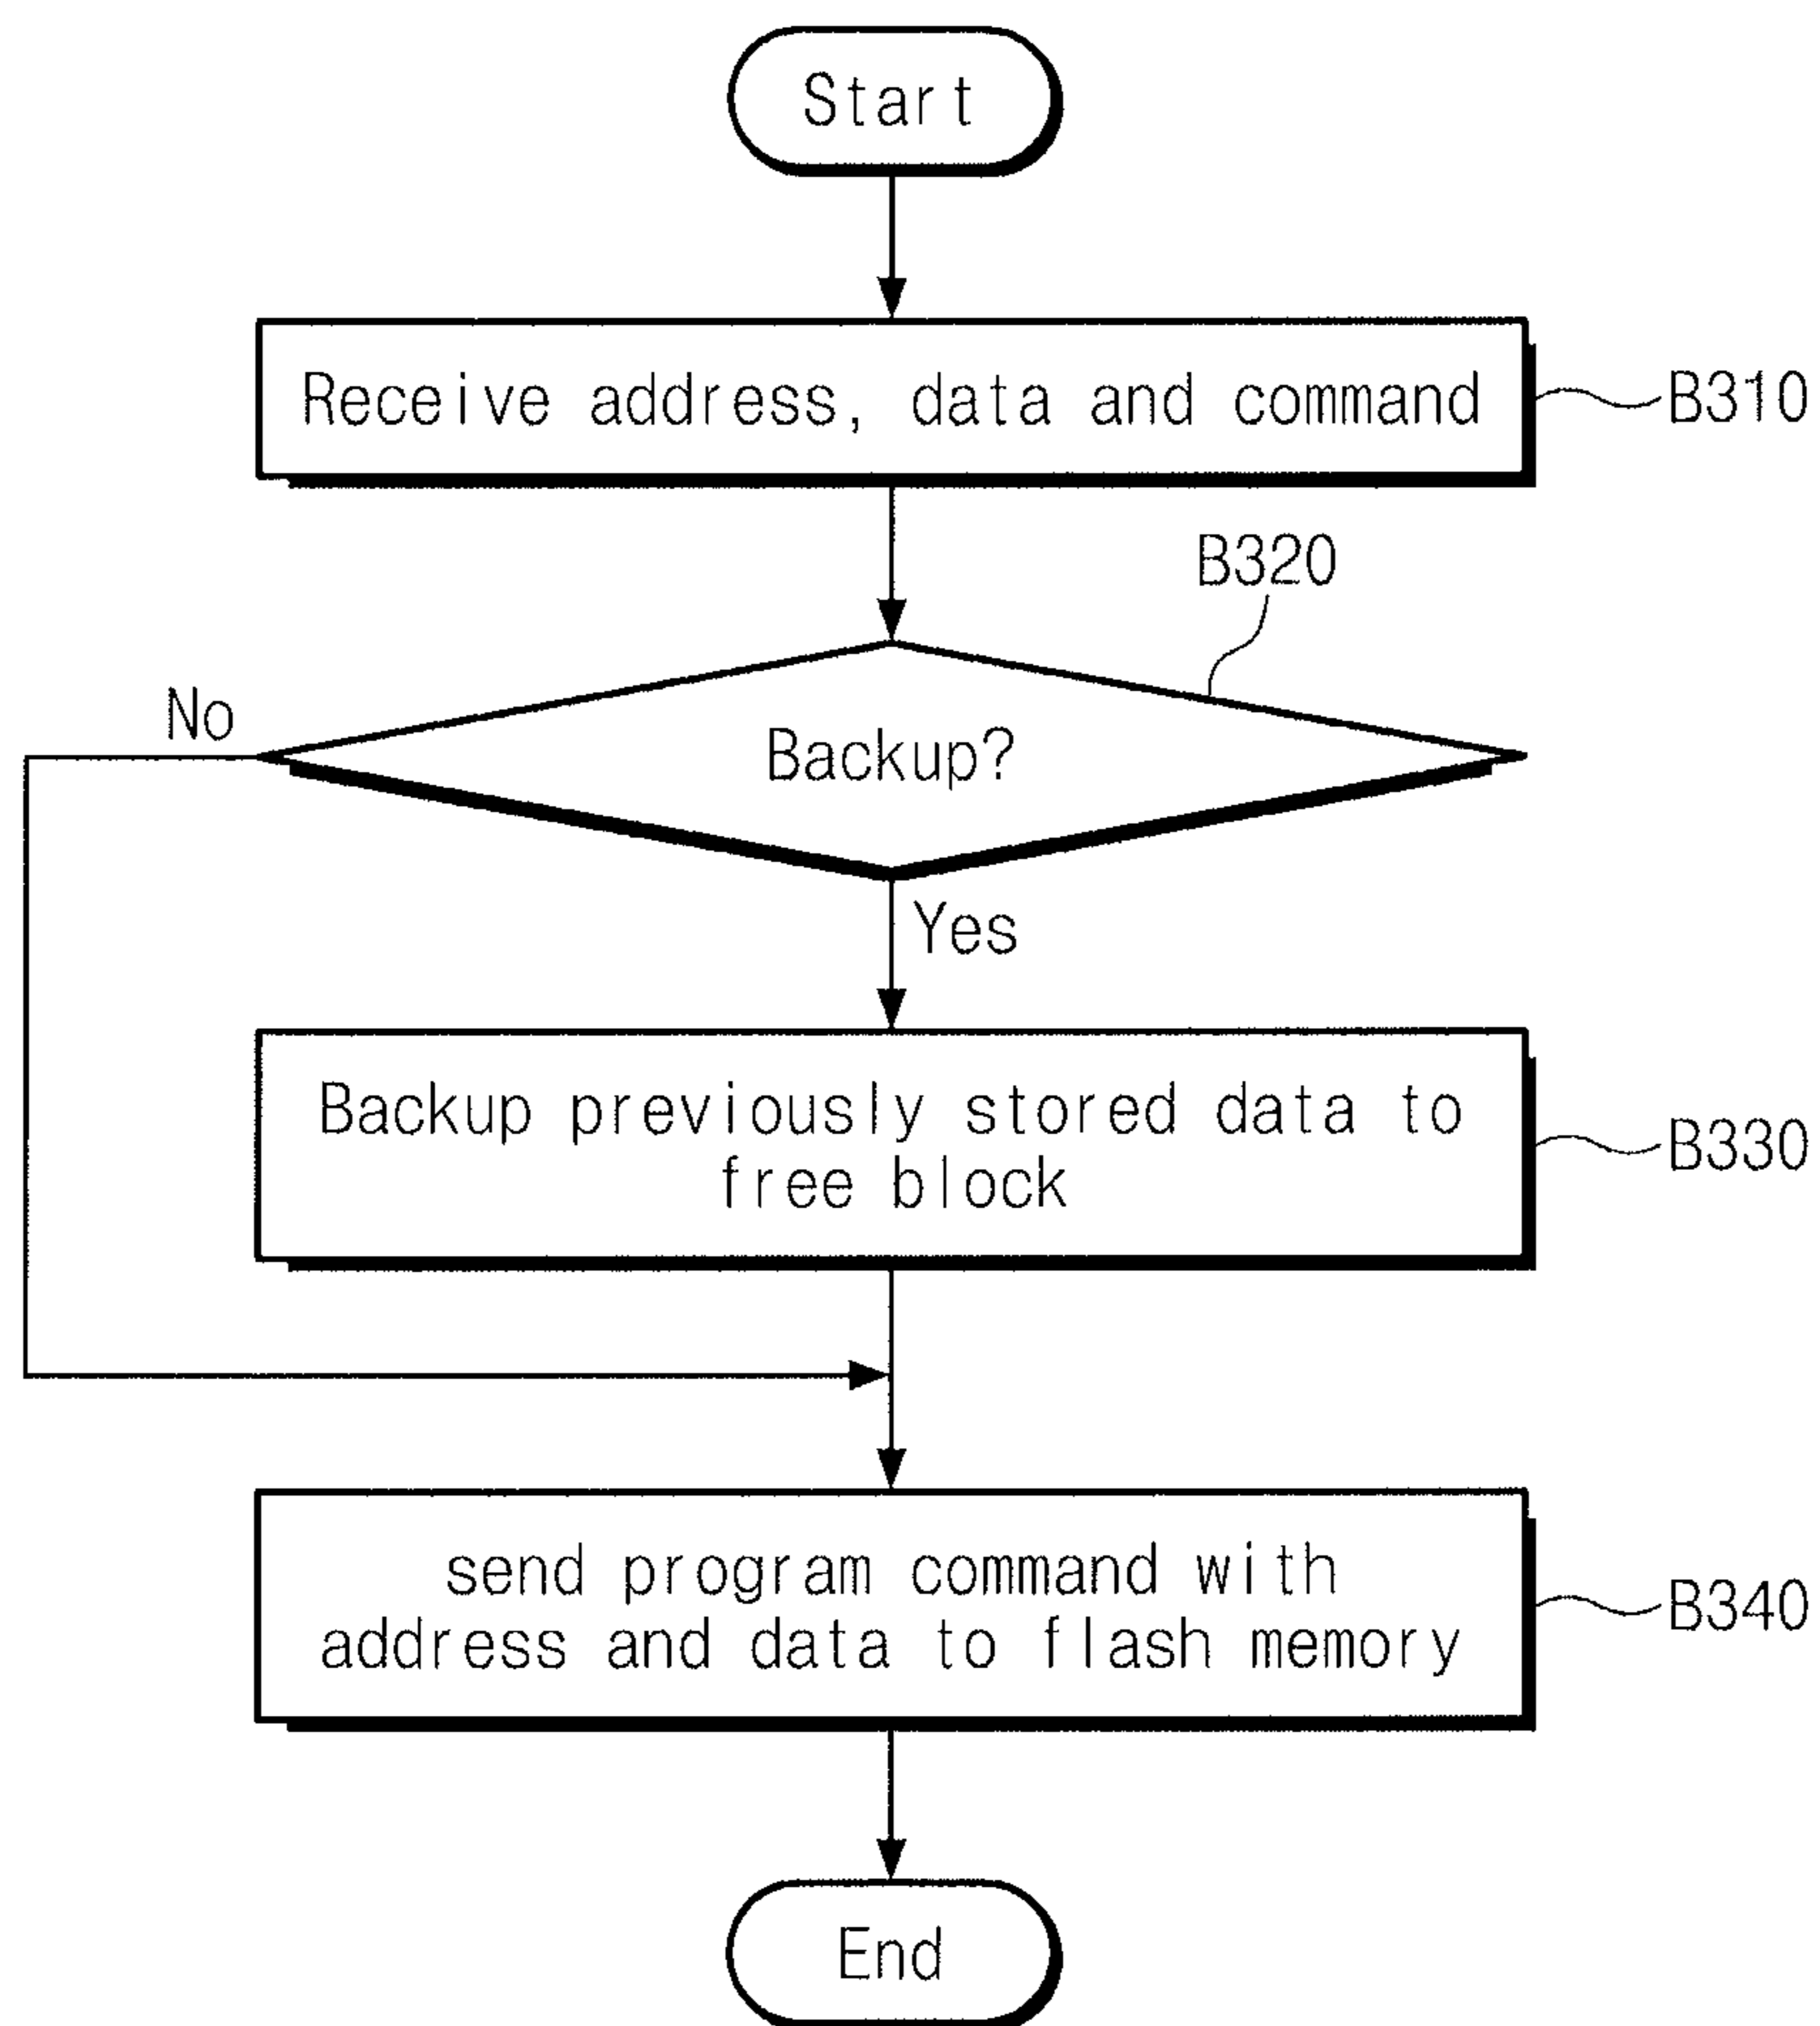 Start
Receive address, data and command
B310
B320
No
Backup?
Yes
Backup previously stored data to
free block
B330
send program command with
address and data to flash memory
B340
End